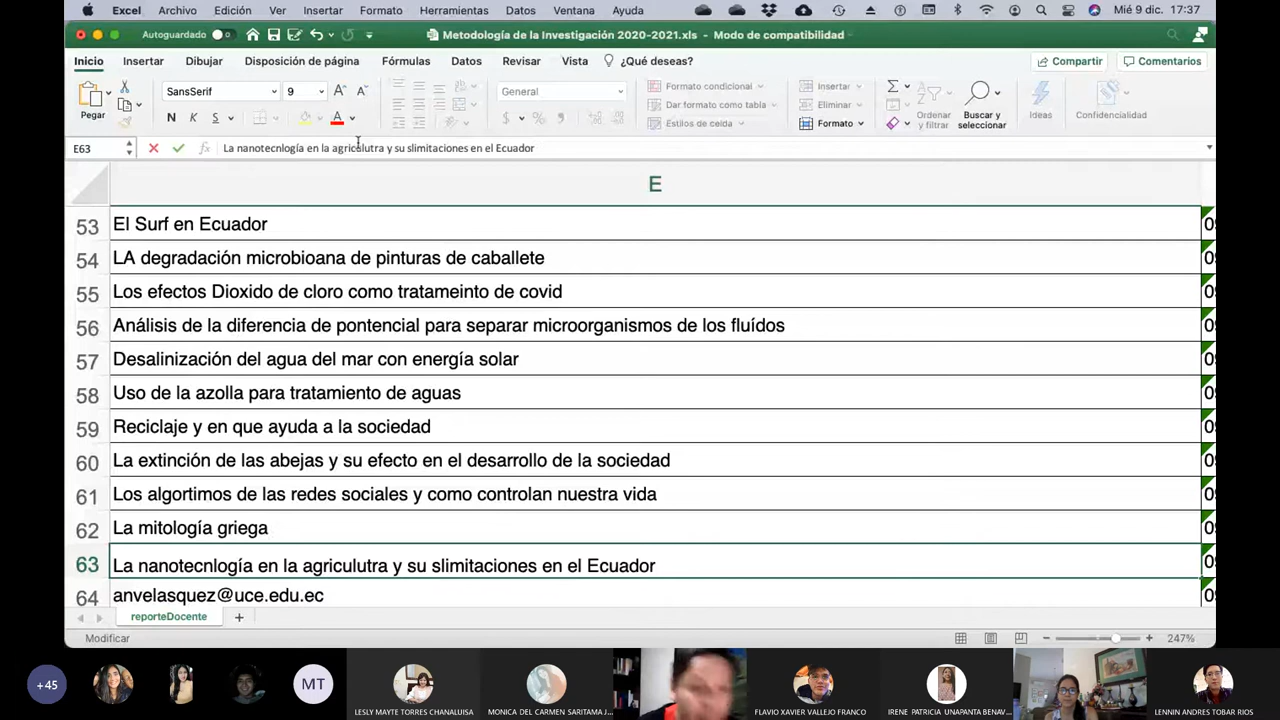 Excel Archivo Edición Ver Insertar Formato Herramientas Datos Ventana Ayuda Mié 9 dic. 17:37
Autoguardado Metodología de la Investigación 2020-2021.xls - Modo de compatibilidad
Inicio Insertar Dibujar Disposición de página Fórmulas Datos Revisar Vista ¿Qué deseas? Compartir Comentarios
Pegar SansSerif 9 A A General Formato condicional Insertar Ordenar y filtrar Buscar y seleccionar Ideas Confidencialidad
N K S A $ % Dar formato como tabla Eliminar
Estilos de celda Formato
E63 fx La nanotecnlogía en la agriculutra y su slimitaciones en el Ecuador
E
53 El Surf en Ecuador
54 LA degradación microbioana de pinturas de caballete
55 Los efectos Dioxido de cloro como tratameinto de covid
56 Análisis de la diferencia de pontencial para separar microorganismos de los fluídos
57 Desalinización del agua del mar con energía solar
58 Uso de la azolla para tratamiento de aguas
59 Reciclaje y en que ayuda a la sociedad
60 La extinción de las abejas y su efecto en el desarrollo de la sociedad
61 Los algortimos de las redes sociales y como controlan nuestra vida
62 La mitología griega
63 La nanotecnlogía en la agriculutra y su slimitaciones en el Ecuador
64 anvelasquez@uce.edu.ec
reporteDocente +
Modificar 247%
+45 MT LESLY MAYTE TORRES CHANALUISA MONICA DEL CARMEN SARITAMA J... FLAVIO XAVIER VALLEJO FRANCO IRENE PATRICIA UNAPANTA BENAV... LENNIN ANDRES TOBAR RIOS